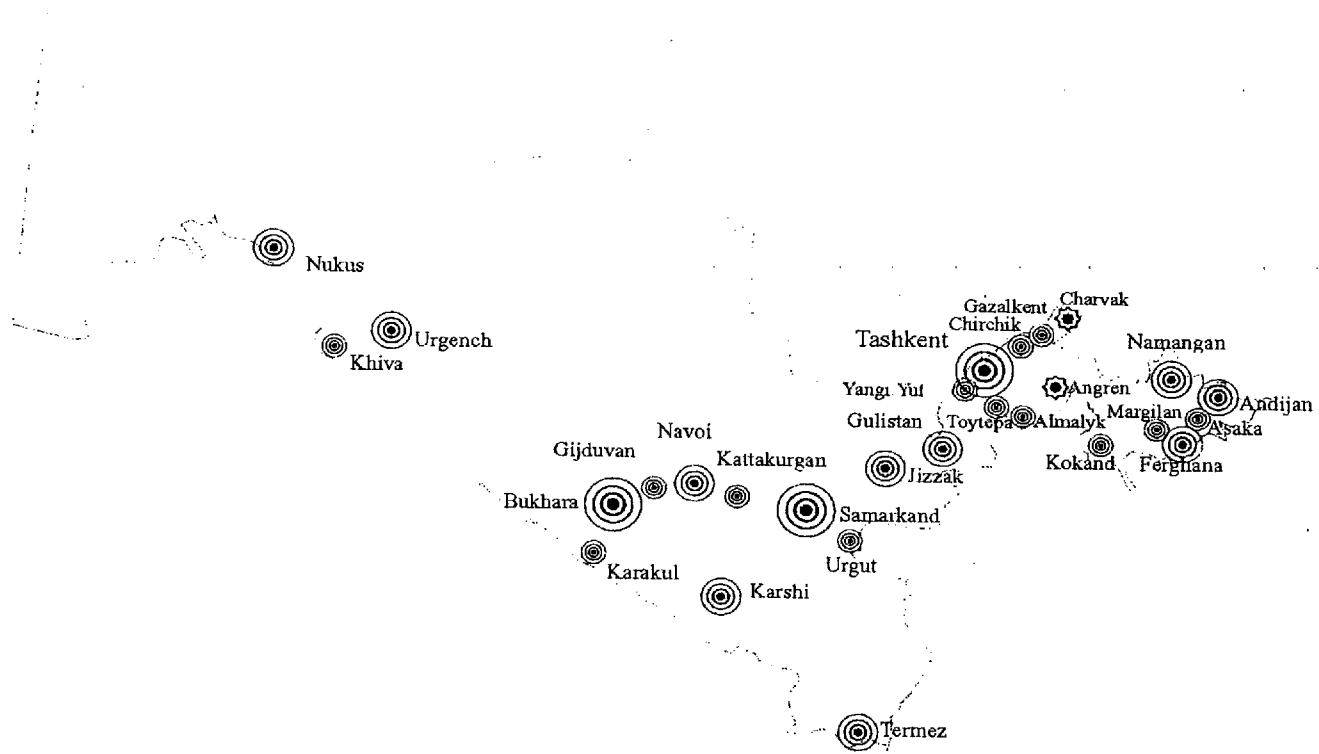 Nukus
Urgench
Khiva
Gazalkent
Charvak
Chirchik
Tashkent
Namangan
Yangi Yul
Angren
Andijan
Gulistan
Toytepa
Almalyk
Margilan
Asaka
Navoi
Gijduvan
Kattakurgan
Jizzak
Kokand
Ferghana
Bukhara
Samarkand
Urgut
Karakul
Karshi
Termez